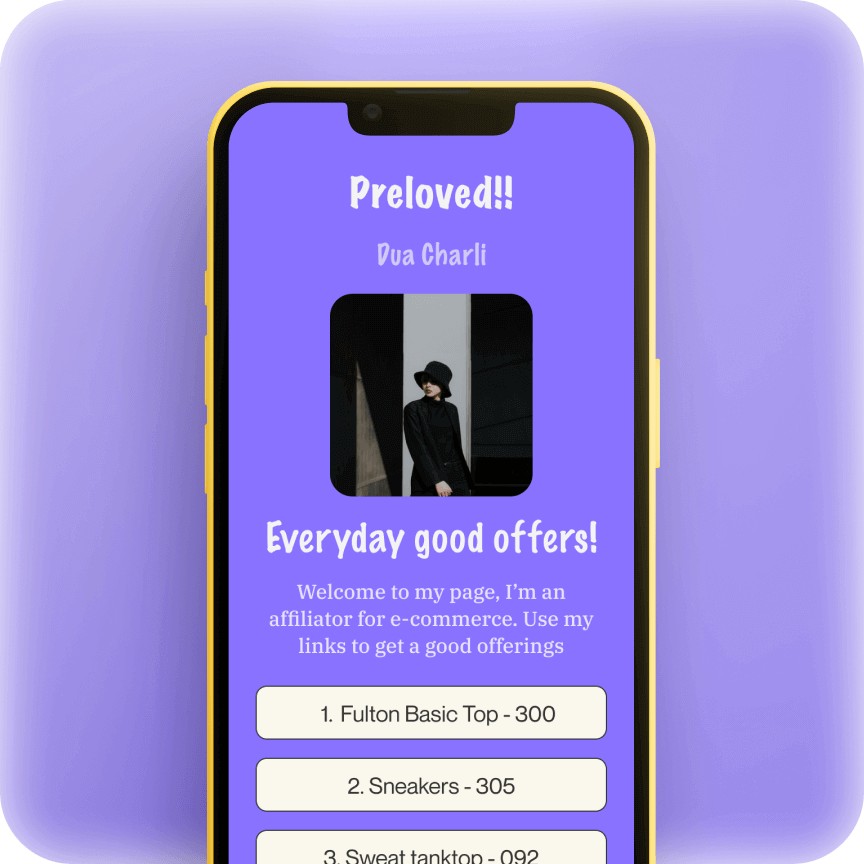 Preloved!!
Dua Charli
Everyday good offers!
Welcome to my page, I’m an
affiliator for e-commerce. Use my
links to get a good offerings
1. Fulton Basic Top - 300
2. Sneakers - 305
3. Sweat tanktop - 092